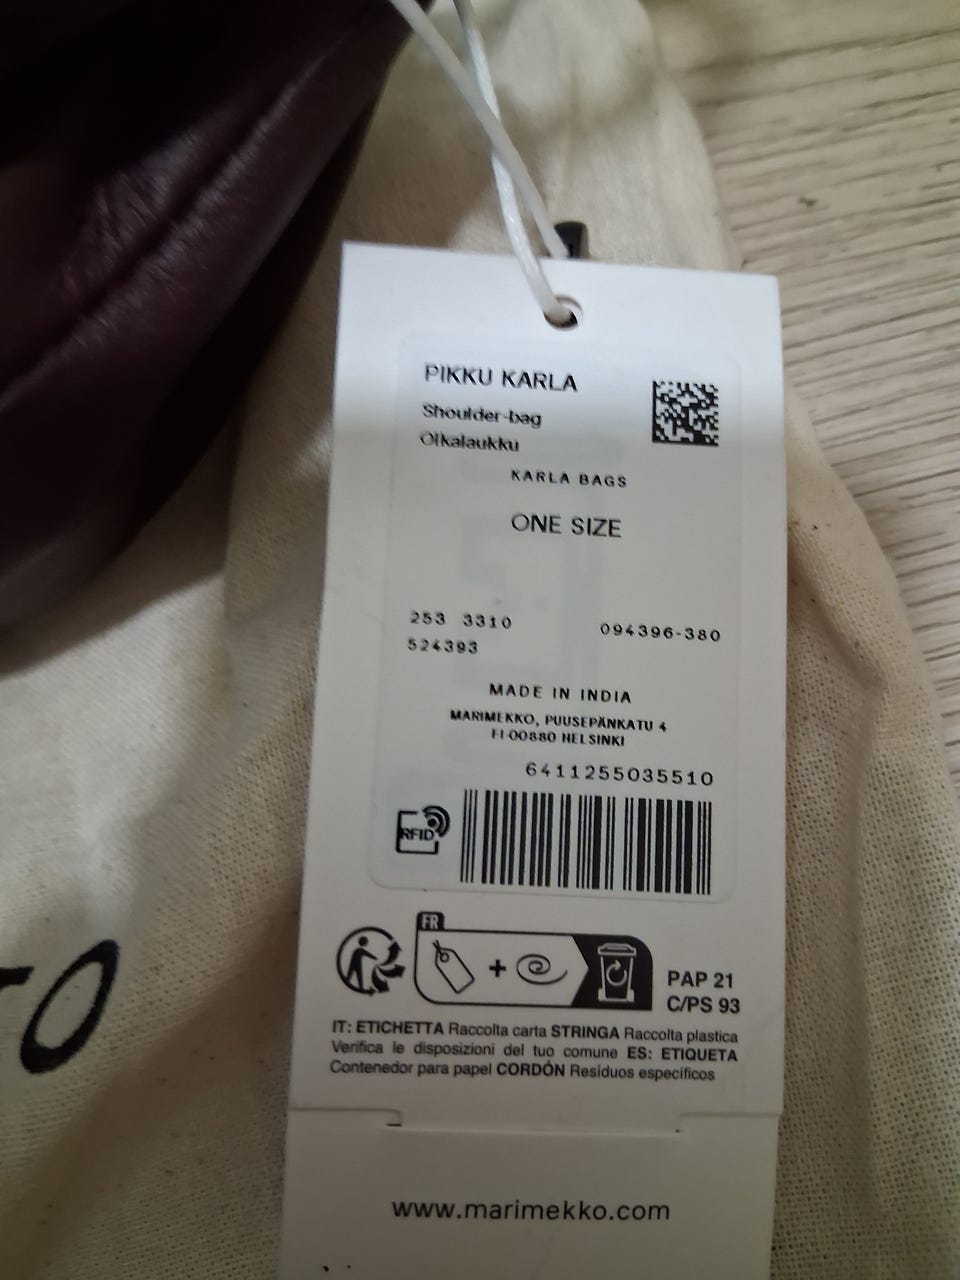 PIKKU KARLA
Shoulder-bag
Olkalaukku
KARLA BAGS
ONE SIZE
253 3310
094396-380
524393
MADE IN INDIA
MARIMEKKO, PUUSEPÄNKATU 4
FI-00880 HELSINKI
6411255035510
RFID
FR
PAP 21
C/PS 93
IT: ETICHETTA Raccolta carta STRINGA Raccolta plastica
Verifica le disposizioni del tuo comune ES: ETIQUETA
Contenedor para papel CORDÓN Resíduos específicos
www.marimekko.com